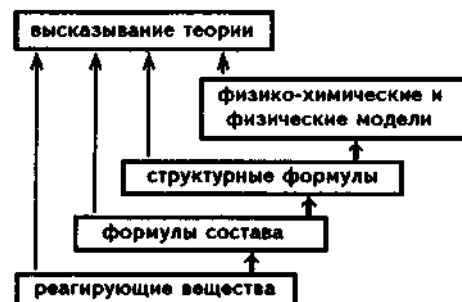 высказывание теории
физико-химические и
физические модели
структурные формулы
формулы состава
реагирующие вещества